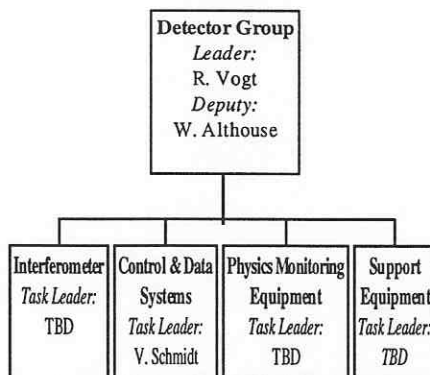 Detector Group
Leader:
R. Vogt
Deputy:
W. Althouse
Interferometer
Task Leader:
TBD
Control & Data
Systems
Task Leader:
V. Schmidt
Physics Monitoring
Equipment
Task Leader:
TBD
Support
Equipment
Task Leader:
TBD